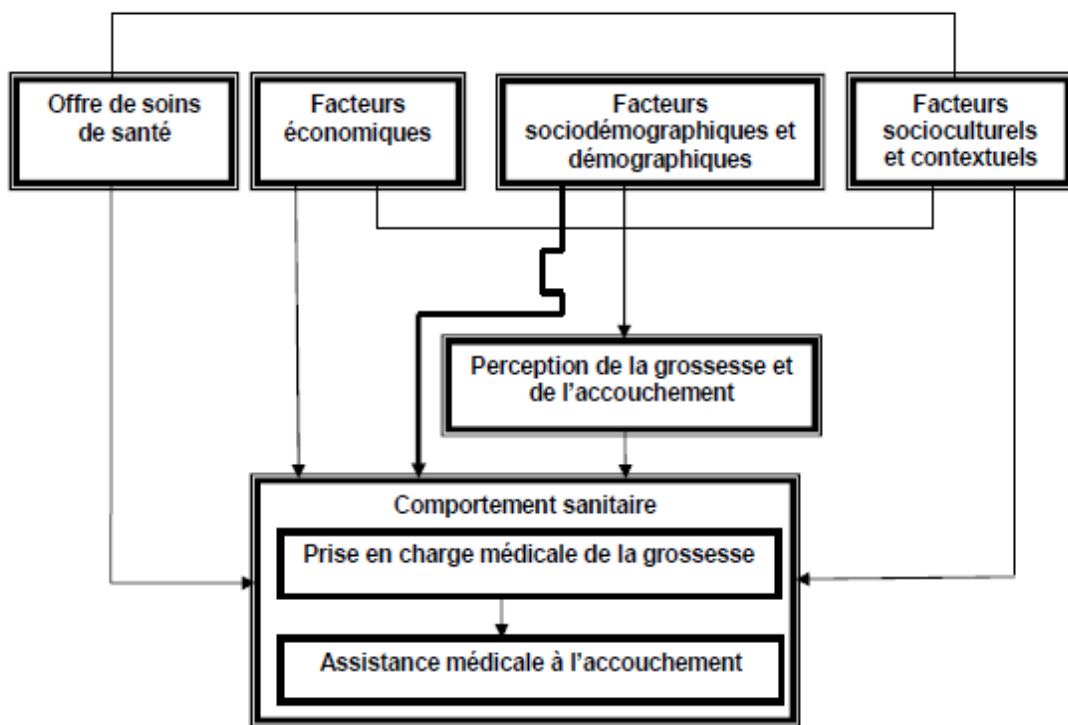 Offre de soins
de santé
Facteurs
économiques
Facteurs
sociodémographiques et
démographiques
Facteurs
socioculturels
et contextuels
Perception de la grossesse et
de l'accouchement
Comportement sanitaire
Prise en charge médicale de la grossesse
Assistance médicale à l'accouchement